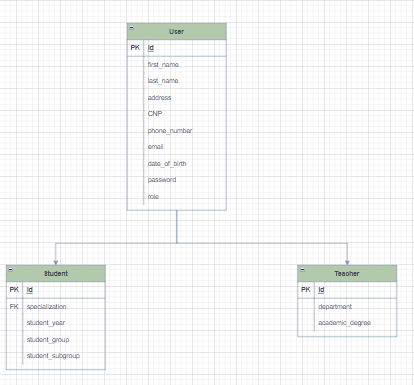 User
PK id
first_name
last_name
address
CNP
phone_number
email
date_of_birth
password
role
Student
PK id
FK specialization
student_year
student_group
student_subgroup
Teacher
PK id
department
academic_degree